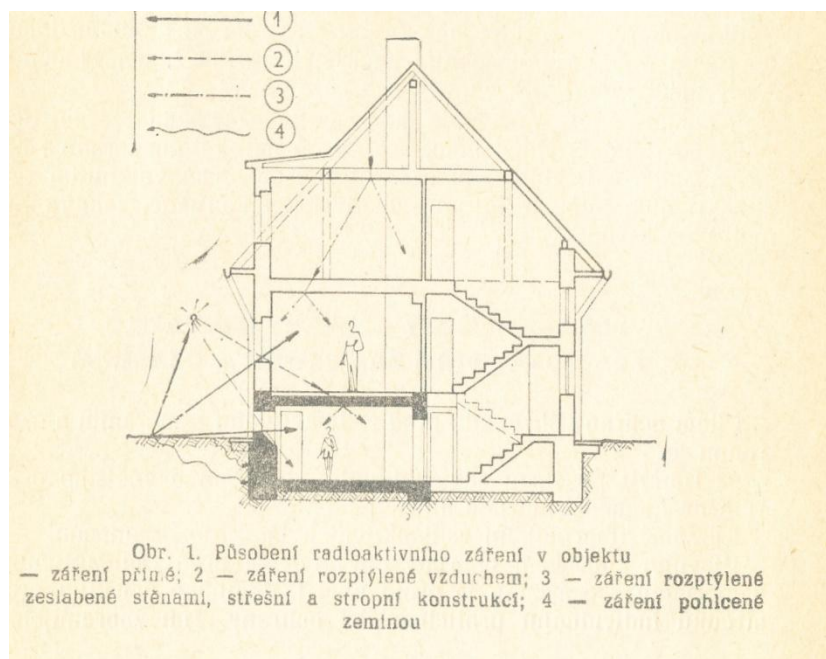 1
2
3
4
Obr. 1. Působení radioaktivního záření v objektu
— záření přímé; 2 — záření rozptýlené vzduchem; 3 — záření rozptýlené
zeslabené stěnami, střešní a stropní konstrukcí; 4 — záření pohlcené
zeminou